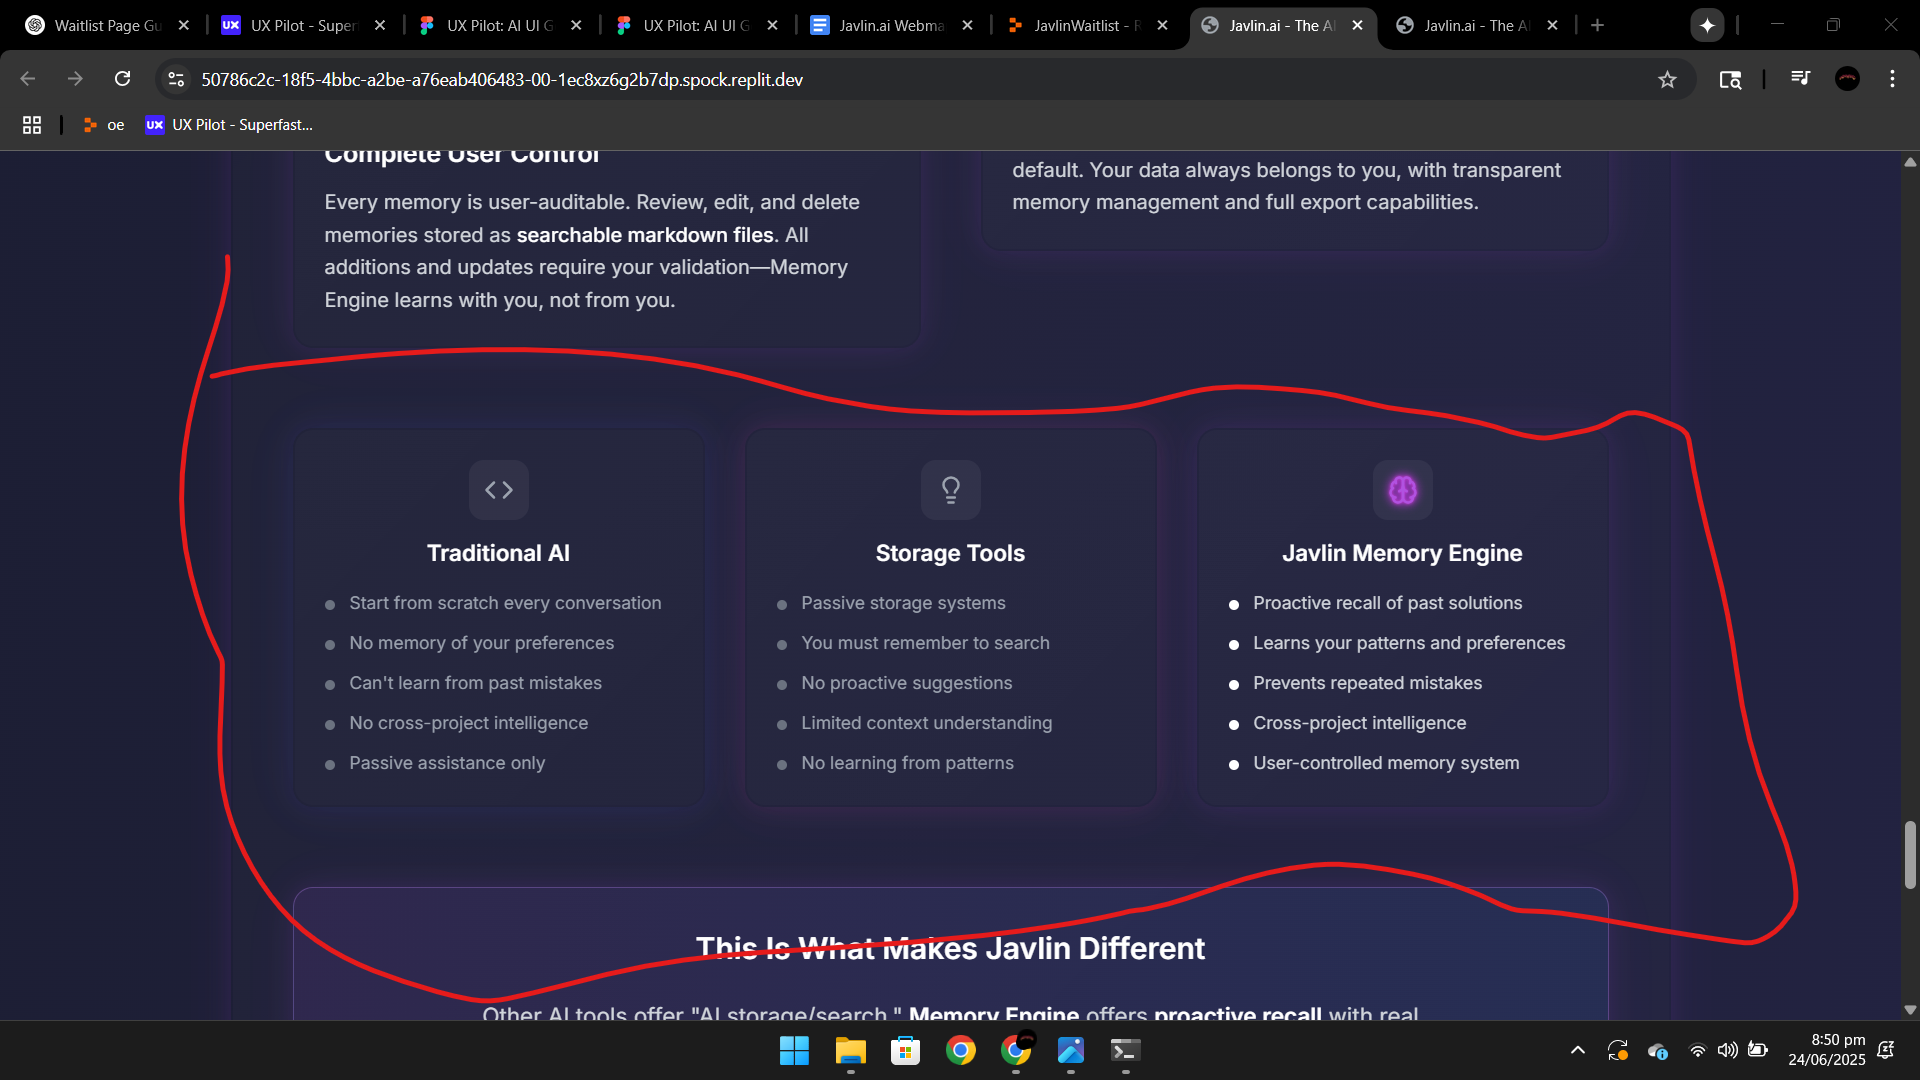 Waitlist Page Gu
UX Pilot - Superf
UX Pilot: AI UI G
UX Pilot: AI UI G
Javlin.ai Webma
JavlinWaitlist - R
Javlin.ai - The AI
Javlin.ai - The AI
50786c2c-18f5-4bbc-a2be-a76eab406483-00-1ec8xz6g2b7dp.spock.replit.dev
oe
UX Pilot - Superfast...
Complete User Control
Every memory is user-auditable. Review, edit, and delete
memories stored as searchable markdown files. All
additions and updates require your validation—Memory
Engine learns with you, not from you.
default. Your data always belongs to you, with transparent
memory management and full export capabilities.
Traditional AI
Start from scratch every conversation
No memory of your preferences
Can't learn from past mistakes
No cross-project intelligence
Passive assistance only
Storage Tools
Passive storage systems
You must remember to search
No proactive suggestions
Limited context understanding
No learning from patterns
Javlin Memory Engine
Proactive recall of past solutions
Learns your patterns and preferences
Prevents repeated mistakes
Cross-project intelligence
User-controlled memory system
This Is What Makes Javlin Different
Other AI tools offer "AI storage/search." Memory Engine offers proactive recall with real
8:50 pm
24/06/2025